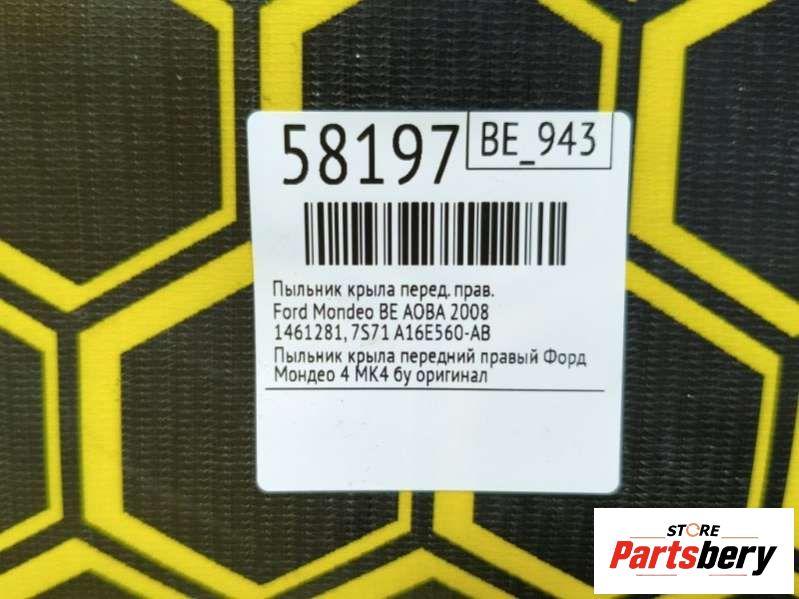 58197
BE_943
Пыльник крыла перед. прав.
Ford Mondeo BE AOBA 2008
1461281, 7S71 A16E560-AB
Пыльник крыла передний правый Форд
Мондео 4 МК4 бу оригинал
STORE
Partsbery